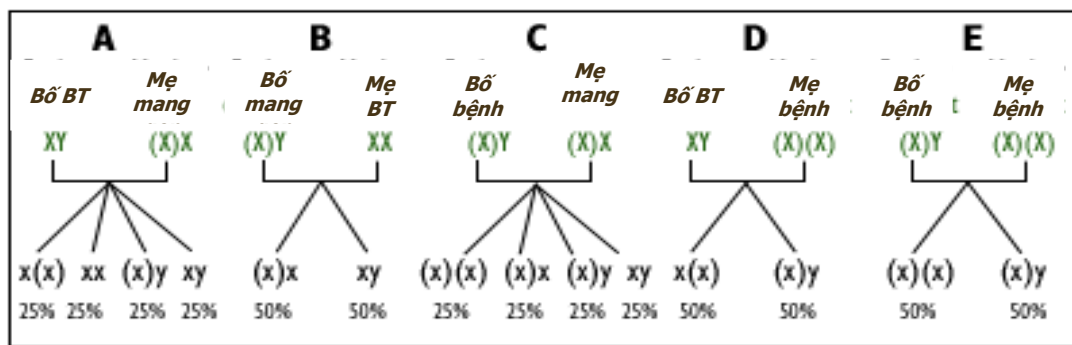 A B C D E
Bố BT Mẹ mang Bố mang Mẹ BT Bố bệnh Mẹ mang Bố BT Mẹ bệnh Bố bệnh t Mẹ bệnh
XY (X)X (X)Y XX (X)Y (X)X XY (X)(X) (X)Y (X)(X)
x(x) xx (x)y xy (x)x xy (x)(x) (x)x (x)y xy x(x) (x)y (x)(x) (x)y
25% 25% 25% 25% 50% 50% 25% 25% 25% 25% 50% 50% 50% 50%